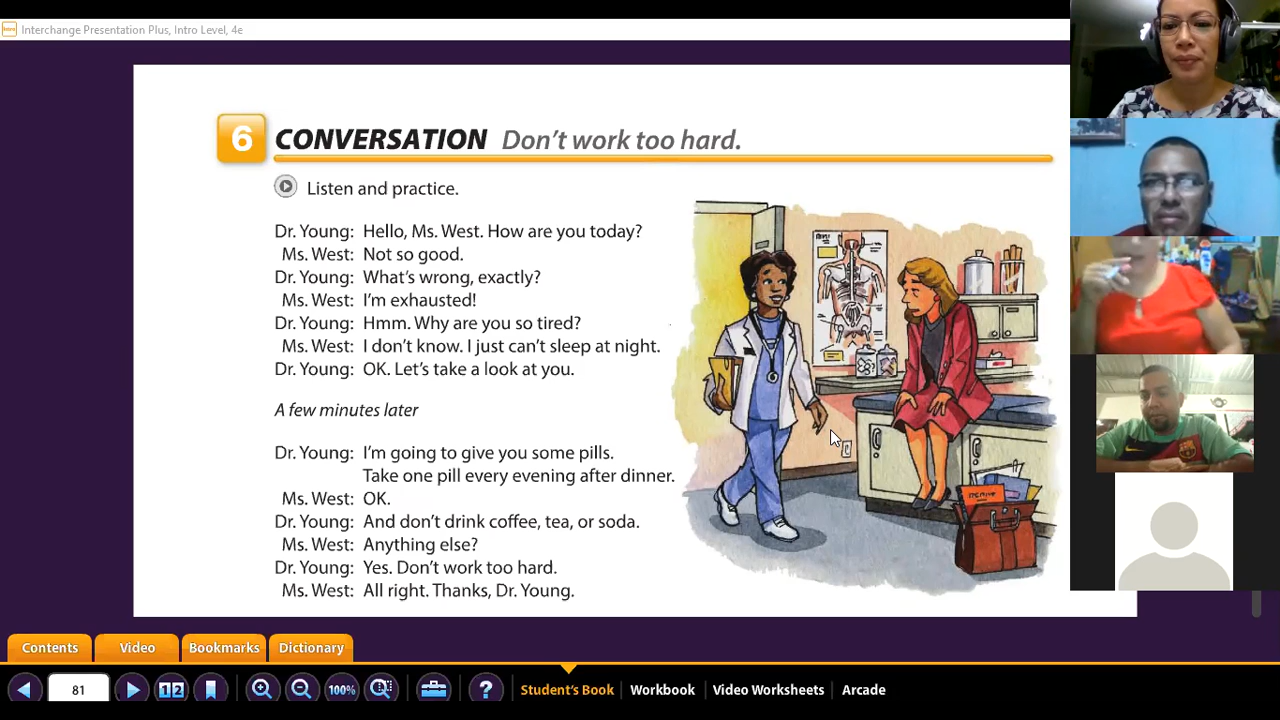 Interchange Presentation Plus, Intro Level, 4e
6 CONVERSATION Don't work too hard.
Listen and practice.
Dr. Young: Hello, Ms. West. How are you today?
Ms. West: Not so good.
Dr. Young: What's wrong, exactly?
Ms. West: I'm exhausted!
Dr. Young: Hmm. Why are you so tired?
Ms. West: I don't know. I just can't sleep at night.
Dr. Young: OK. Let's take a look at you.
A few minutes later
Dr. Young: I'm going to give you some pills.
Take one pill every evening after dinner.
Ms. West: OK.
Dr. Young: And don't drink coffee, tea, or soda.
Ms. West: Anything else?
Dr. Young: Yes. Don't work too hard.
Ms. West: All right. Thanks, Dr. Young.
Contents Video Bookmarks Dictionary
81 1 2 100% ? Student's Book Workbook Video Worksheets Arcade